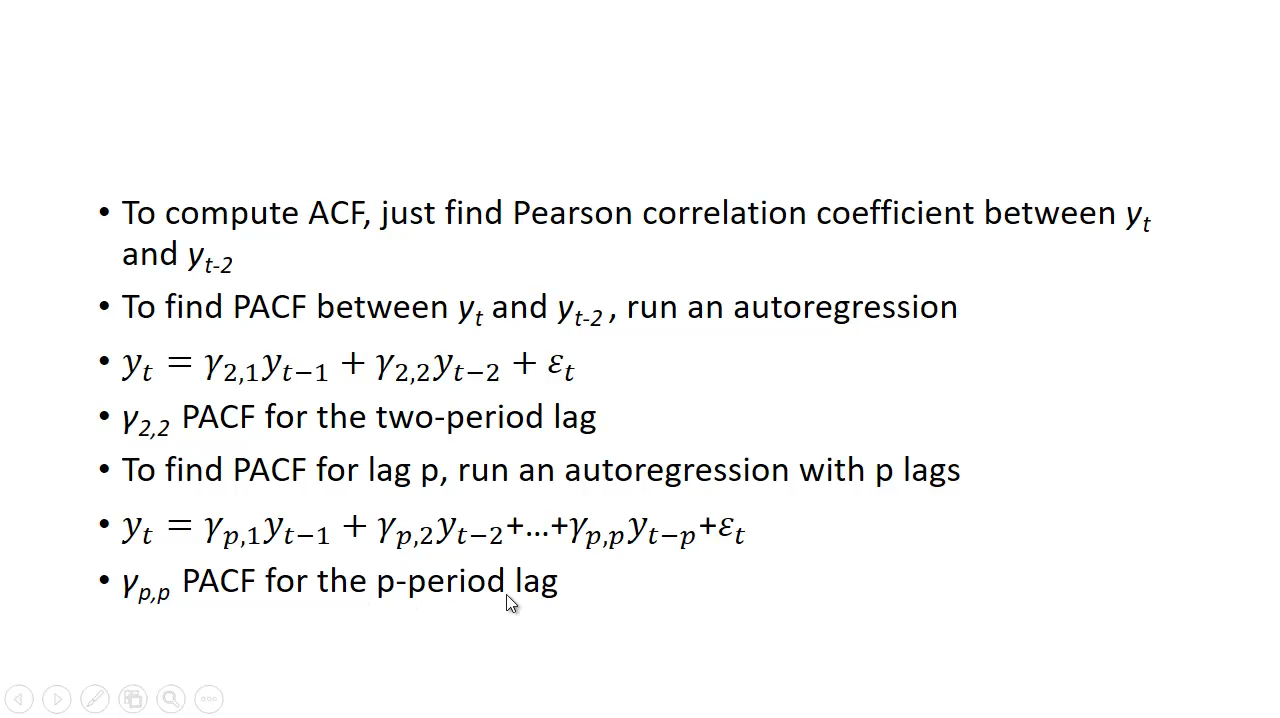 • To compute ACF, just find Pearson correlation coefficient between yₜ
and yₜ₋₂
• To find PACF between yₜ and yₜ₋₂ , run an autoregression
• 𝑦ₜ = 𝛾₂,₁𝑦ₜ₋₁ + 𝛾₂,₂𝑦ₜ₋₂ + 𝜀ₜ
• γ₂,₂ PACF for the two-period lag
• To find PACF for lag p, run an autoregression with p lags
• 𝑦ₜ = 𝛾ₚ,₁𝑦ₜ₋₁ + 𝛾ₚ,₂𝑦ₜ₋₂+...+𝛾ₚ,ₚ𝑦ₜ₋ₚ+𝜀ₜ
• γₚ,ₚ PACF for the p-period lag